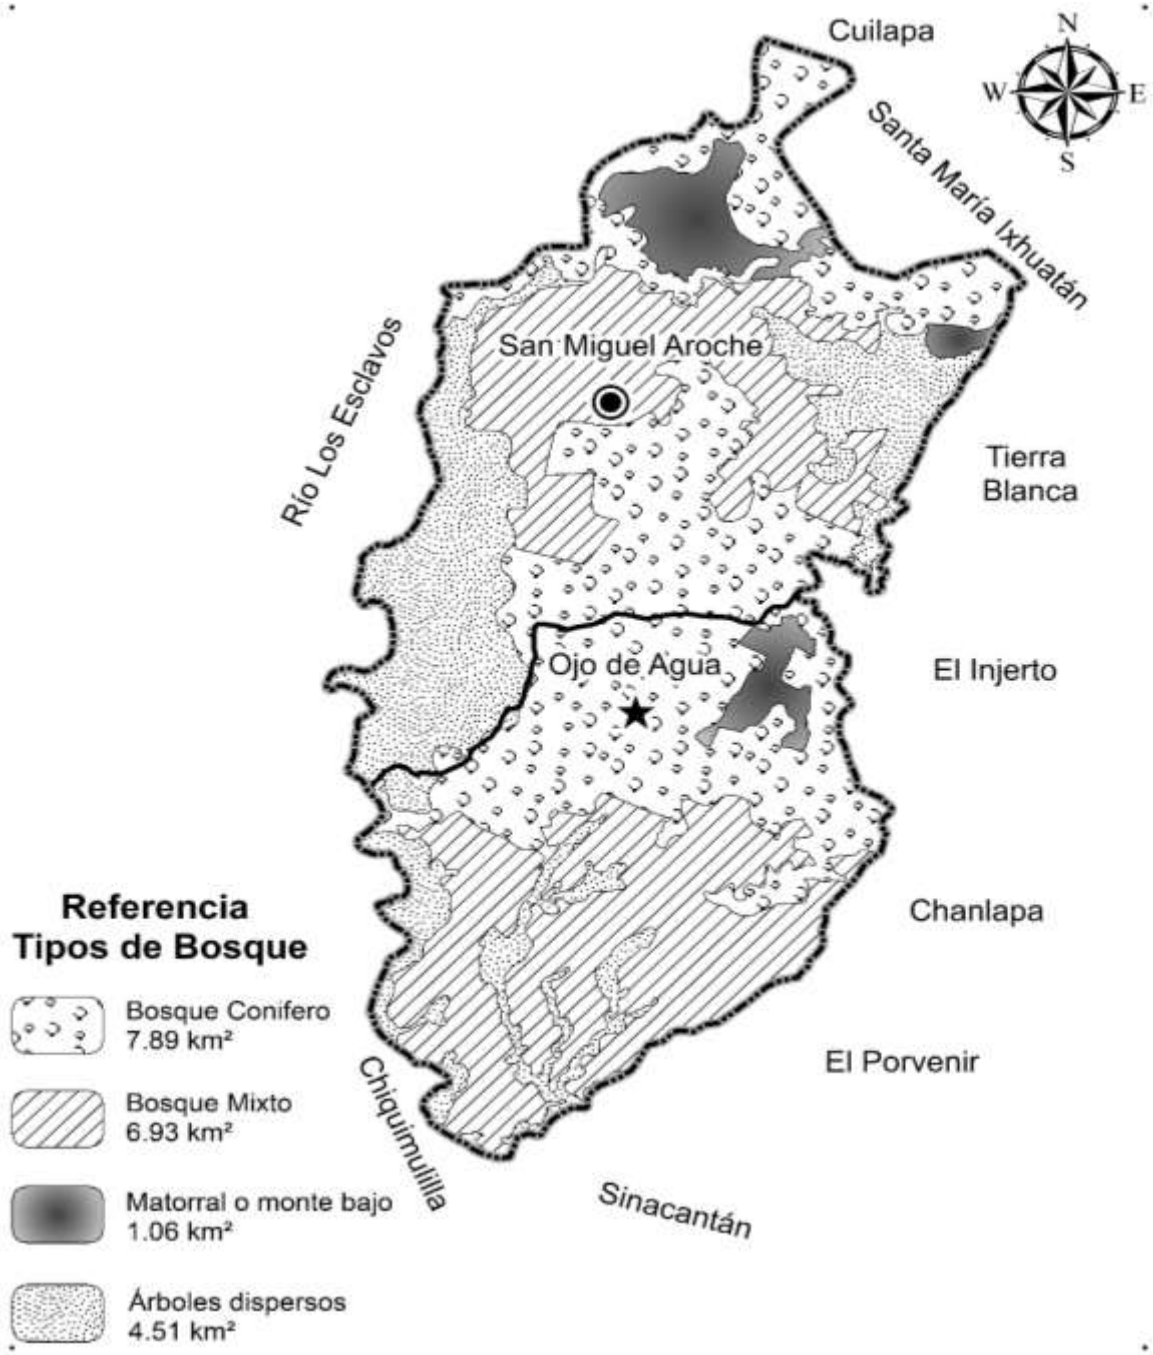 Cuilapa
N
W
E
S
Santa María Ixhuatán
San Miguel Aroche
Río Los Esclavos
Tierra
Blanca
Ojo de Agua
El Injerto
Chanlapa
El Porvenir
Chiquimulilla
Sinacantán
Referencia
Tipos de Bosque
Bosque Conifero
7.89 km²
Bosque Mixto
6.93 km²
Matorral o monte bajo
1.06 km²
Árboles dispersos
4.51 km²